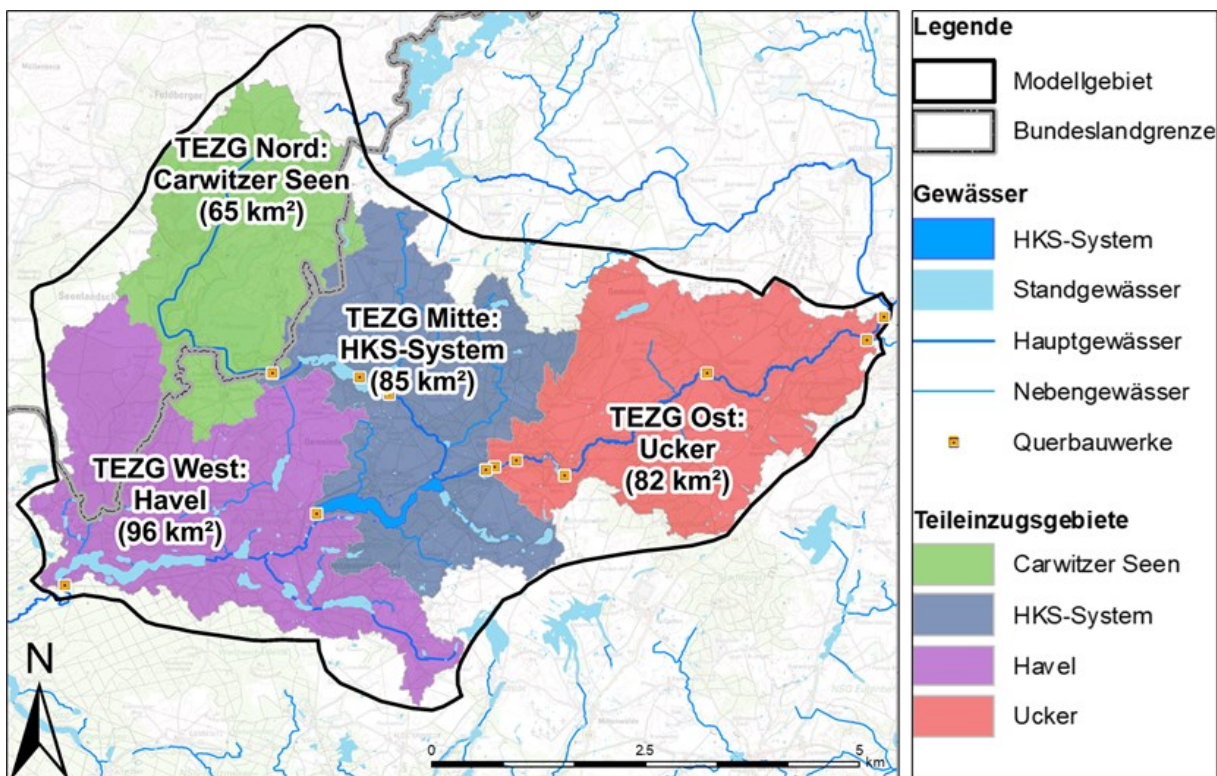 TEZG Nord:
Carwitzer Seen
(65 km²)
TEZG Mitte:
HKS-System
(85 km²)
TEZG Ost:
Ucker
(82 km²)
TEZG West:
Havel
(96 km²)
Feldberger
N
0 2.5 5
km
Legende
Modellgebiet
Bundeslandgrenze
Gewässer
HKS-System
Standgewässer
Hauptgewässer
Nebengewässer
Querbauwerke
Teileinzugsgebiete
Carwitzer Seen
HKS-System
Havel
Ucker